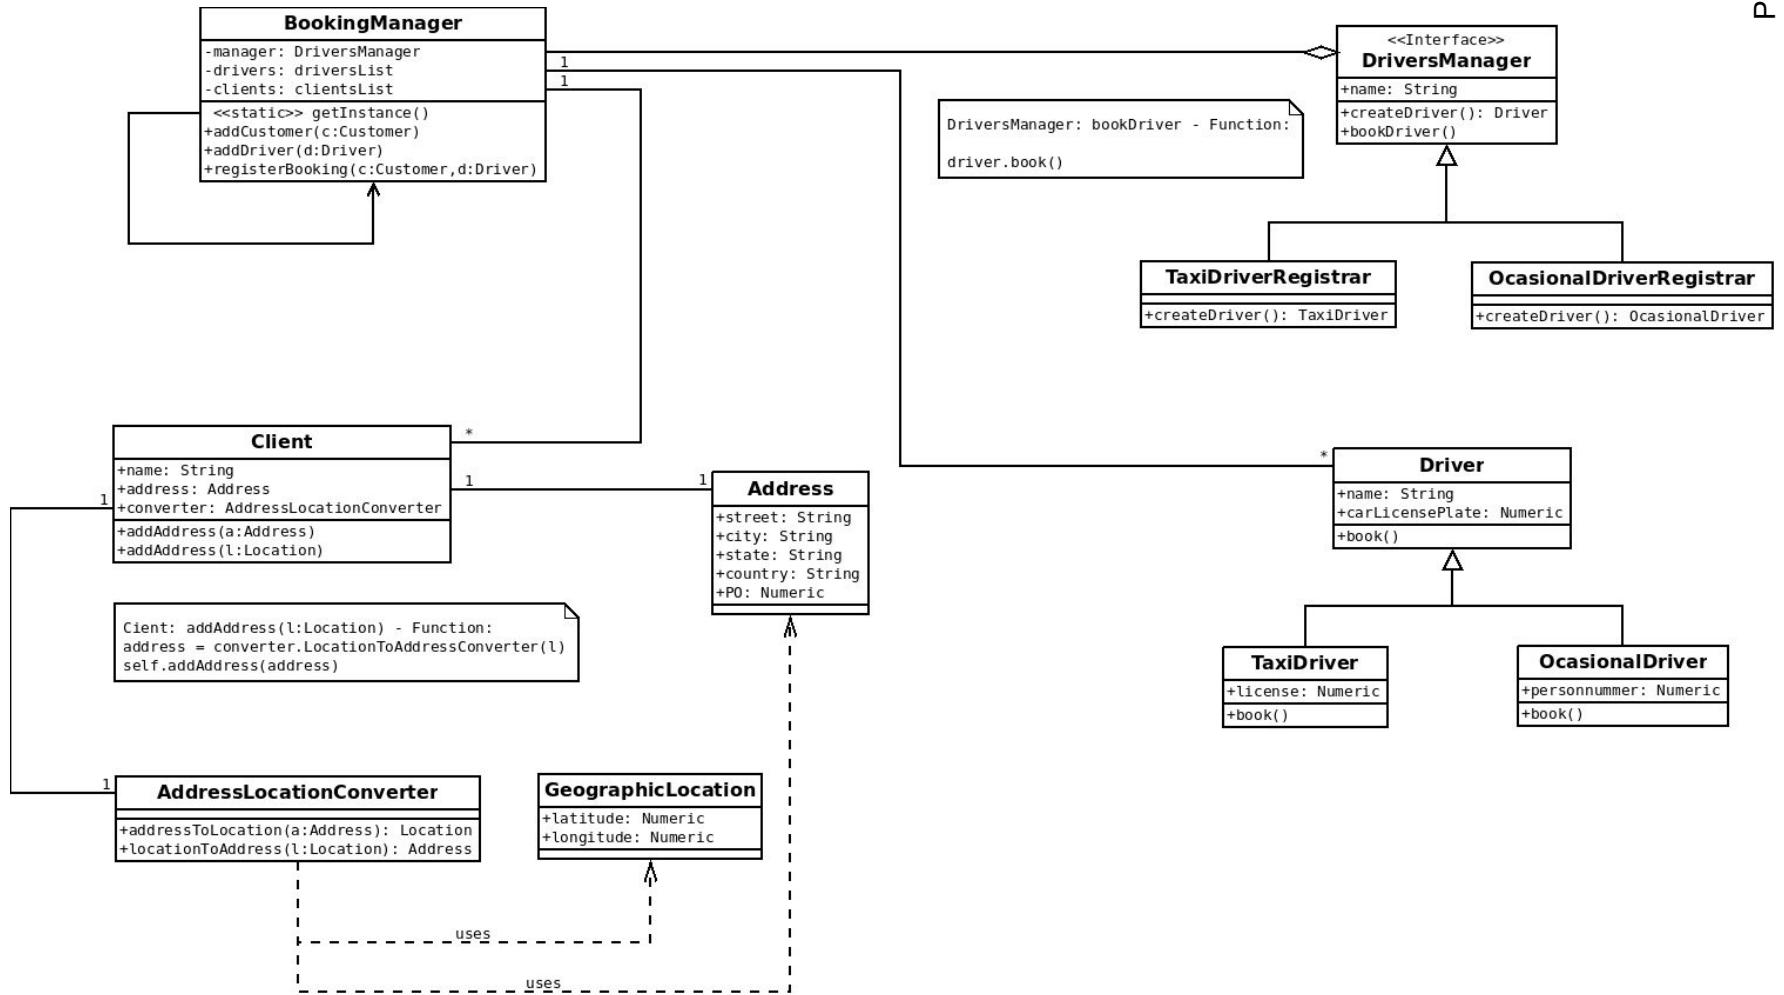 P
BookingManager
-manager: DriversManager
-drivers: driversList
-clients: clientsList
<<static>> getInstance()
+addCustomer(c:Customer)
+addDriver(d:Driver)
+registerBooking(c:Customer,d:Driver)
1
1
<<Interface>>
DriversManager
+name: String
+createDriver(): Driver
+bookDriver()
DriversManager: bookDriver - Function:
driver.book()
TaxiDriverRegistrar
+createDriver(): TaxiDriver
OcasionalDriverRegistrar
+createDriver(): OcasionalDriver
*
Client
+name: String
+address: Address
+converter: AddressLocationConverter
+addAddress(a:Address)
+addAddress(l:Location)
1
1
1
Address
+street: String
+city: String
+state: String
+country: String
+PO: Numeric
*
Driver
+name: String
+carLicensePlate: Numeric
+book()
Cient: addAddress(l:Location) - Function:
address = converter.LocationToAddressConverter(l)
self.addAddress(address)
TaxiDriver
+license: Numeric
+book()
OcasionalDriver
+personnummer: Numeric
+book()
1
AddressLocationConverter
+addressToLocation(a:Address): Location
+locationToAddress(l:Location): Address
GeographicLocation
+latitude: Numeric
+longitude: Numeric
uses
uses